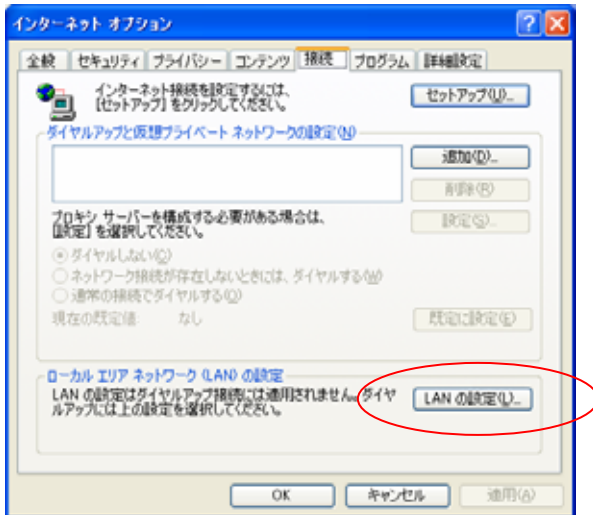 インターネット オプション
全般 セキュリティ プライバシー コンテンツ 接続 プログラム 詳細設定
インターネット接続を設定するには、
[セットアップ] をクリックしてください。
セットアップ(U)...
ダイヤルアップと仮想プライベート ネットワークの設定(N)
追加(D)...
削除(R)
プロキシ サーバーを構成する必要がある場合は、
[設定] を選択してください。
設定(S)...
ダイヤルしない(C)
ネットワーク接続が存在しないときには、ダイヤルする(W)
通常の接続でダイヤルする(O)
現在の既定値: なし
既定に設定(E)
ローカル エリア ネットワーク (LAN) の設定
LAN の設定はダイヤルアップ接続には適用されません。ダイヤ
ルアップには上の設定を選択してください。
LAN の設定(L)...
OK キャンセル 適用(A)